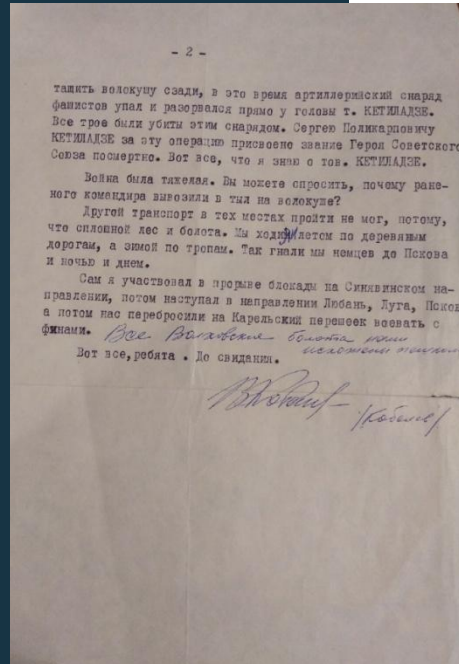 - 2 -
тащить волокушу сзади, в это время артиллерийский снаряд
фашистов упал и разорвался прямо у головы т. КЕТИЛАДЗЕ.
Все трое были убиты этим снарядом. Сергею Поликарповичу
КЕТИЛАДЗЕ за эту операцию присвоено звание Героя Советского
Союза посмертно. Вот все, что я знаю о тов. КЕТИЛАДЗЕ.
Война была тяжелая. Вы можете спросить, почему ране-
ного командира вывозили в тыл на волокуше?
Другой транспорт в тех местах пройти не мог, потому,
что сплошной лес и болота. Мы ходили летом по деревяным
дорогам, а зимой по тропам. Так гнали мы немцев до Пскова
и ночью и днем.
Сам я участвовал в прорыве блокады на Синявинском на-
правлении, потом наступал в направлении Любань, Луга, Псков
а потом нас перебросили на Карельский перешеек воевать с
финами. Все Волховские болота нами
исхожены
Вот все,ребята . До свидания.
/Кобелев/